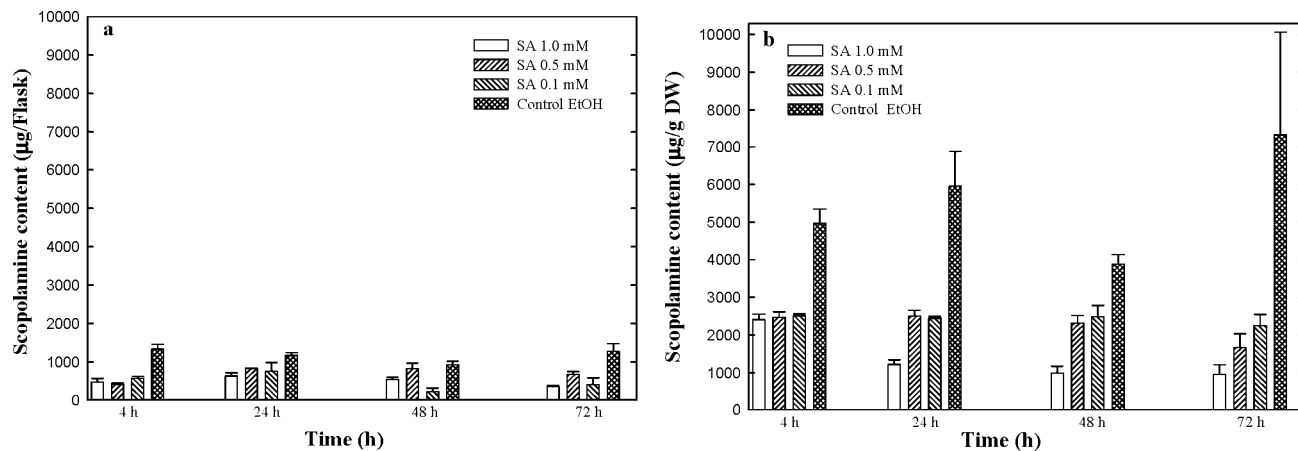 a
Scopolamine content (µg/Flask)
10000
9000
8000
7000
6000
5000
4000
3000
2000
1000
0
SA 1.0 mM
SA 0.5 mM
SA 0.1 mM
Control EtOH
4 h 24 h 48 h 72 h
Time (h)
b
Scopolamine content (µg/g DW)
10000
9000
8000
7000
6000
5000
4000
3000
2000
1000
0
SA 1.0 mM
SA 0.5 mM
SA 0.1 mM
Control EtOH
4 h 24 h 48 h 72 h
Time (h)